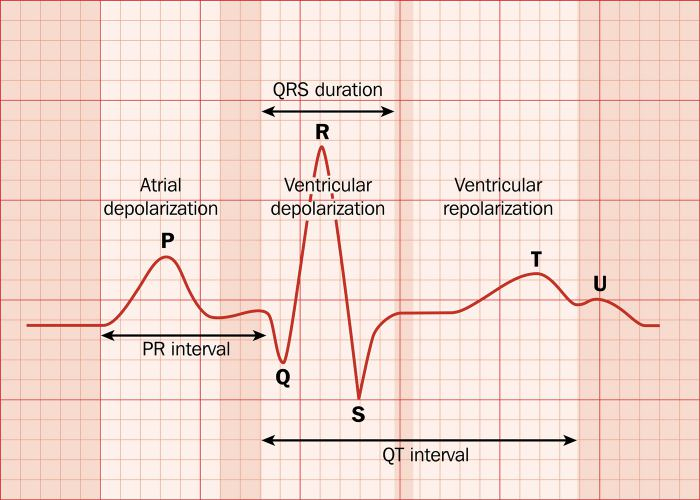 QRS duration
R
Atrial
depolarization
Ventricular
depolarization
Ventricular
repolarization
P
T
U
PR interval
Q
S
QT interval